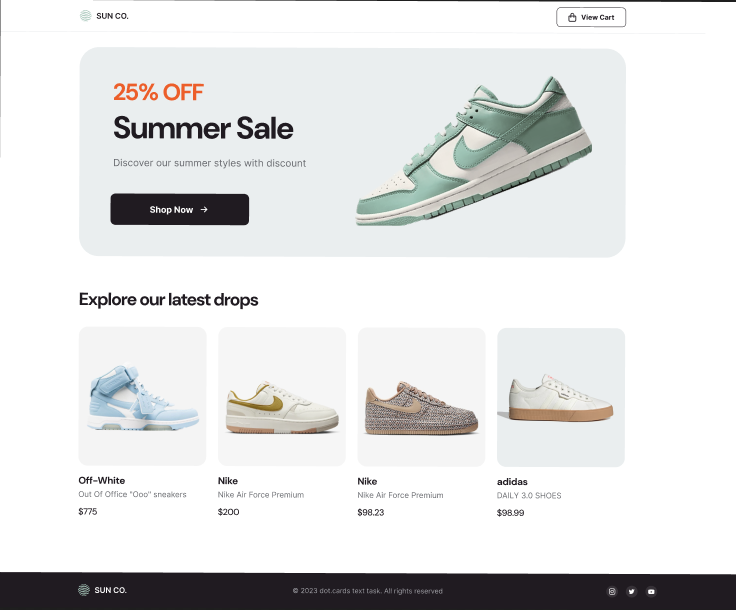 SUN CO.
View Cart
25% OFF
Summer Sale
Discover our summer styles with discount
Shop Now →
Explore our latest drops
Off-White
Out Of Office "Ooo" sneakers
$775
Nike
Nike Air Force Premium
$200
Nike
Nike Air Force Premium
$98.23
adidas
DAILY 3.0 SHOES
$98.99
SUN CO.
© 2023 dot.cards text task. All rights reserved